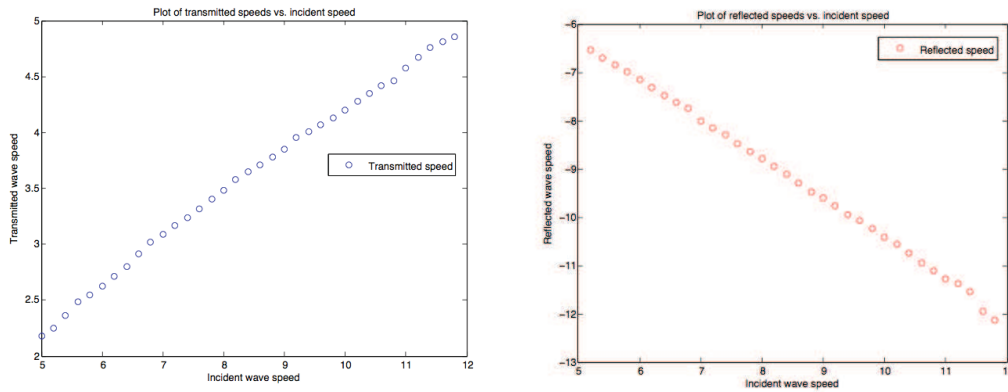 Plot of transmitted speeds vs. incident speed
5
4.5
4
3.5
3
2.5
2
Transmitted wave speed
Transmitted speed
5 6 7 8 9 10 11 12
Incident wave speed
Plot of reflected speeds vs. incident speed
−6
−7
−8
−9
−10
−11
−12
−13
Reflected wave speed
Reflected speed
5 6 7 8 9 10 11 12
Incident wave speed